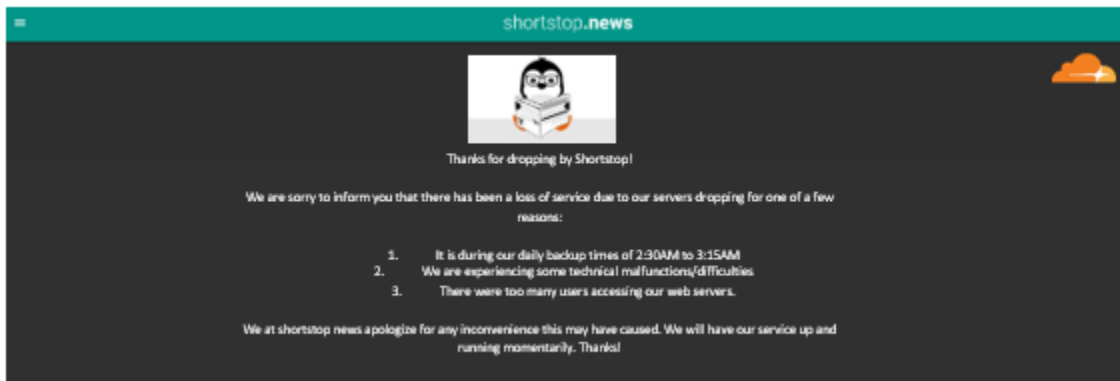 shortstop.news
Thanks for dropping by Shortstop!
We are sorry to inform you that there has been a loss of service due to our servers dropping for one of a few
reasons:
1. It is during our daily backup times of 2:30AM to 3:15AM
2. We are experiencing some technical malfunctions/difficulties
3. There were too many users accessing our web servers.
We at shortstop news apologize for any inconvenience this may have caused. We will have our service up and
running momentarily. Thanks!